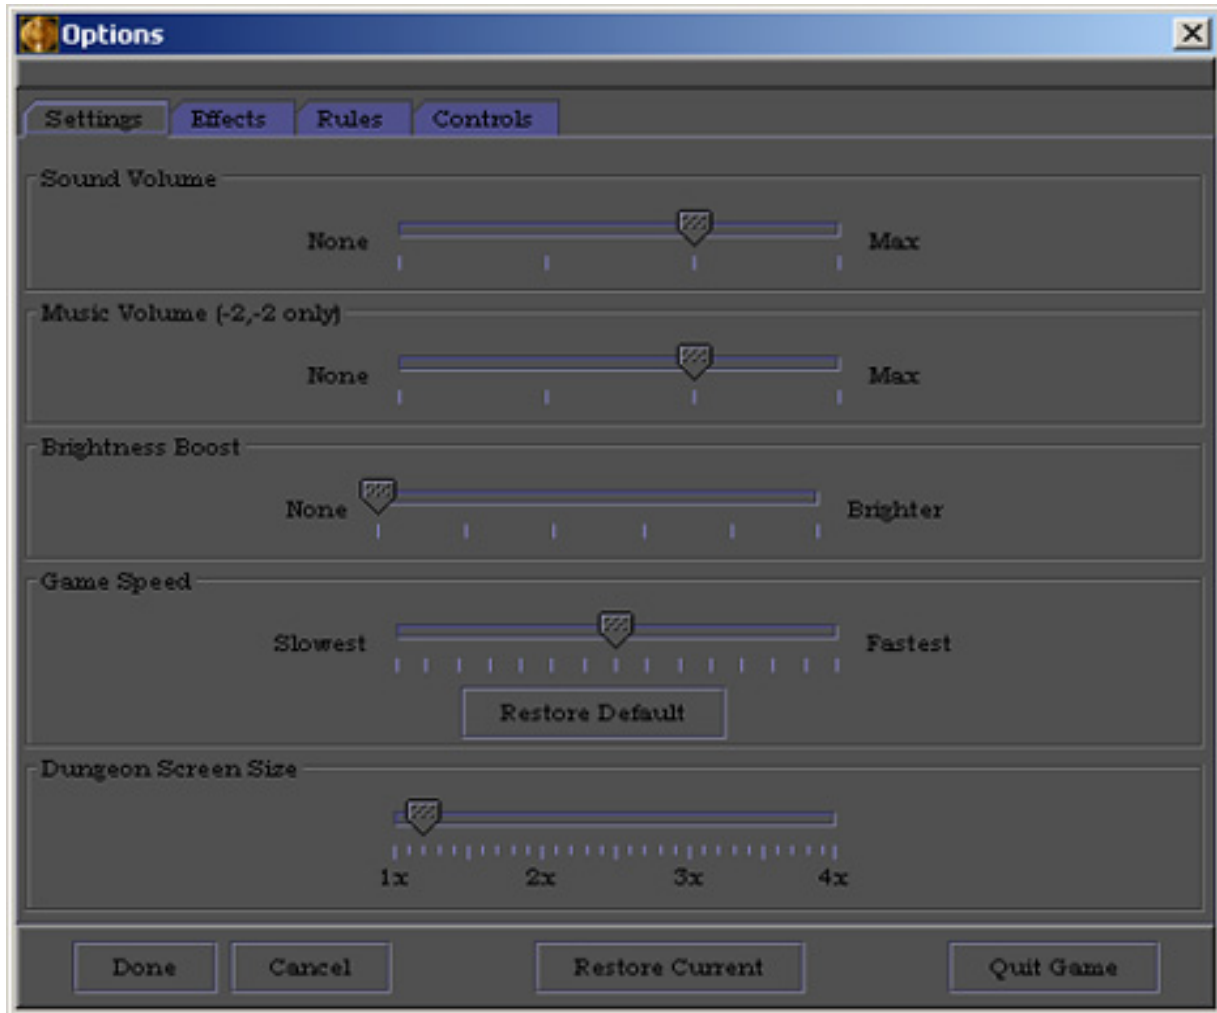 Options
Settings Effects Rules Controls
Sound Volume
None Max
Music Volume (-2,-2 only)
None Max
Brightness Boost
None Brighter
Game Speed
Slowest Fastest
Restore Default
Dungeon Screen Size
1x 2x 3x 4x
Done Cancel Restore Current Quit Game